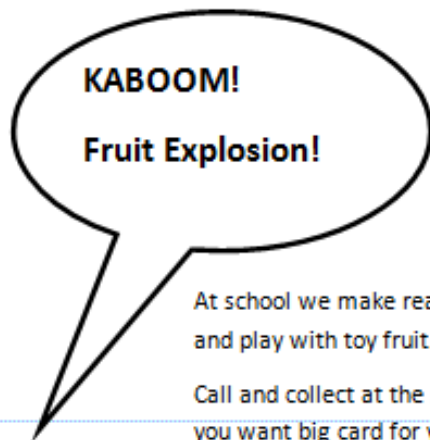 KABOOM!
Fruit Explosion!
At school we make
and play with toy fruit
Call and collect at the
you want big card for